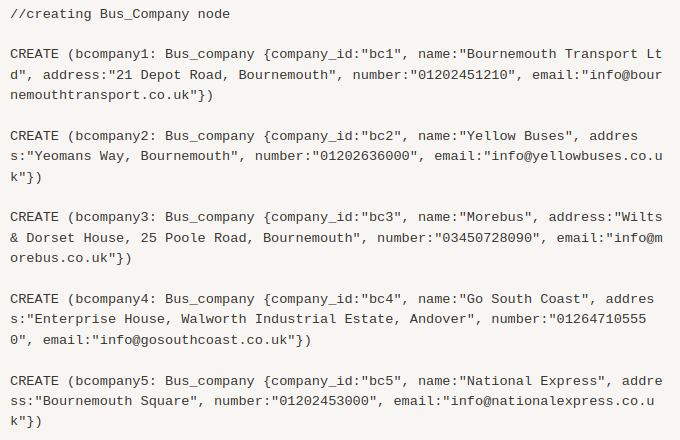 //creating Bus_Company node
CREATE (bcompany1: Bus_company {company_id:"bc1", name:"Bournemouth Transport Lt
d", address:"21 Depot Road, Bournemouth", number:"01202451210", email:"info@bour
nemouthtransport.co.uk"})
CREATE (bcompany2: Bus_company {company_id:"bc2", name:"Yellow Buses", addres
s:"Yeomans Way, Bournemouth", number:"01202636000", email:"info@yellowbuses.co.u
k"})
CREATE (bcompany3: Bus_company {company_id:"bc3", name:"Morebus", address:"Wilts
& Dorset House, 25 Poole Road, Bournemouth", number:"03450728090", email:"info@m
orebus.co.uk"})
CREATE (bcompany4: Bus_company {company_id:"bc4", name:"Go South Coast", addres
s:"Enterprise House, Walworth Industrial Estate, Andover", number:"01264710555
0", email:"info@gosouthcoast.co.uk"})
CREATE (bcompany5: Bus_company {company_id:"bc5", name:"National Express", addre
ss:"Bournemouth Square", number:"01202453000", email:"info@nationalexpress.co.u
k"})